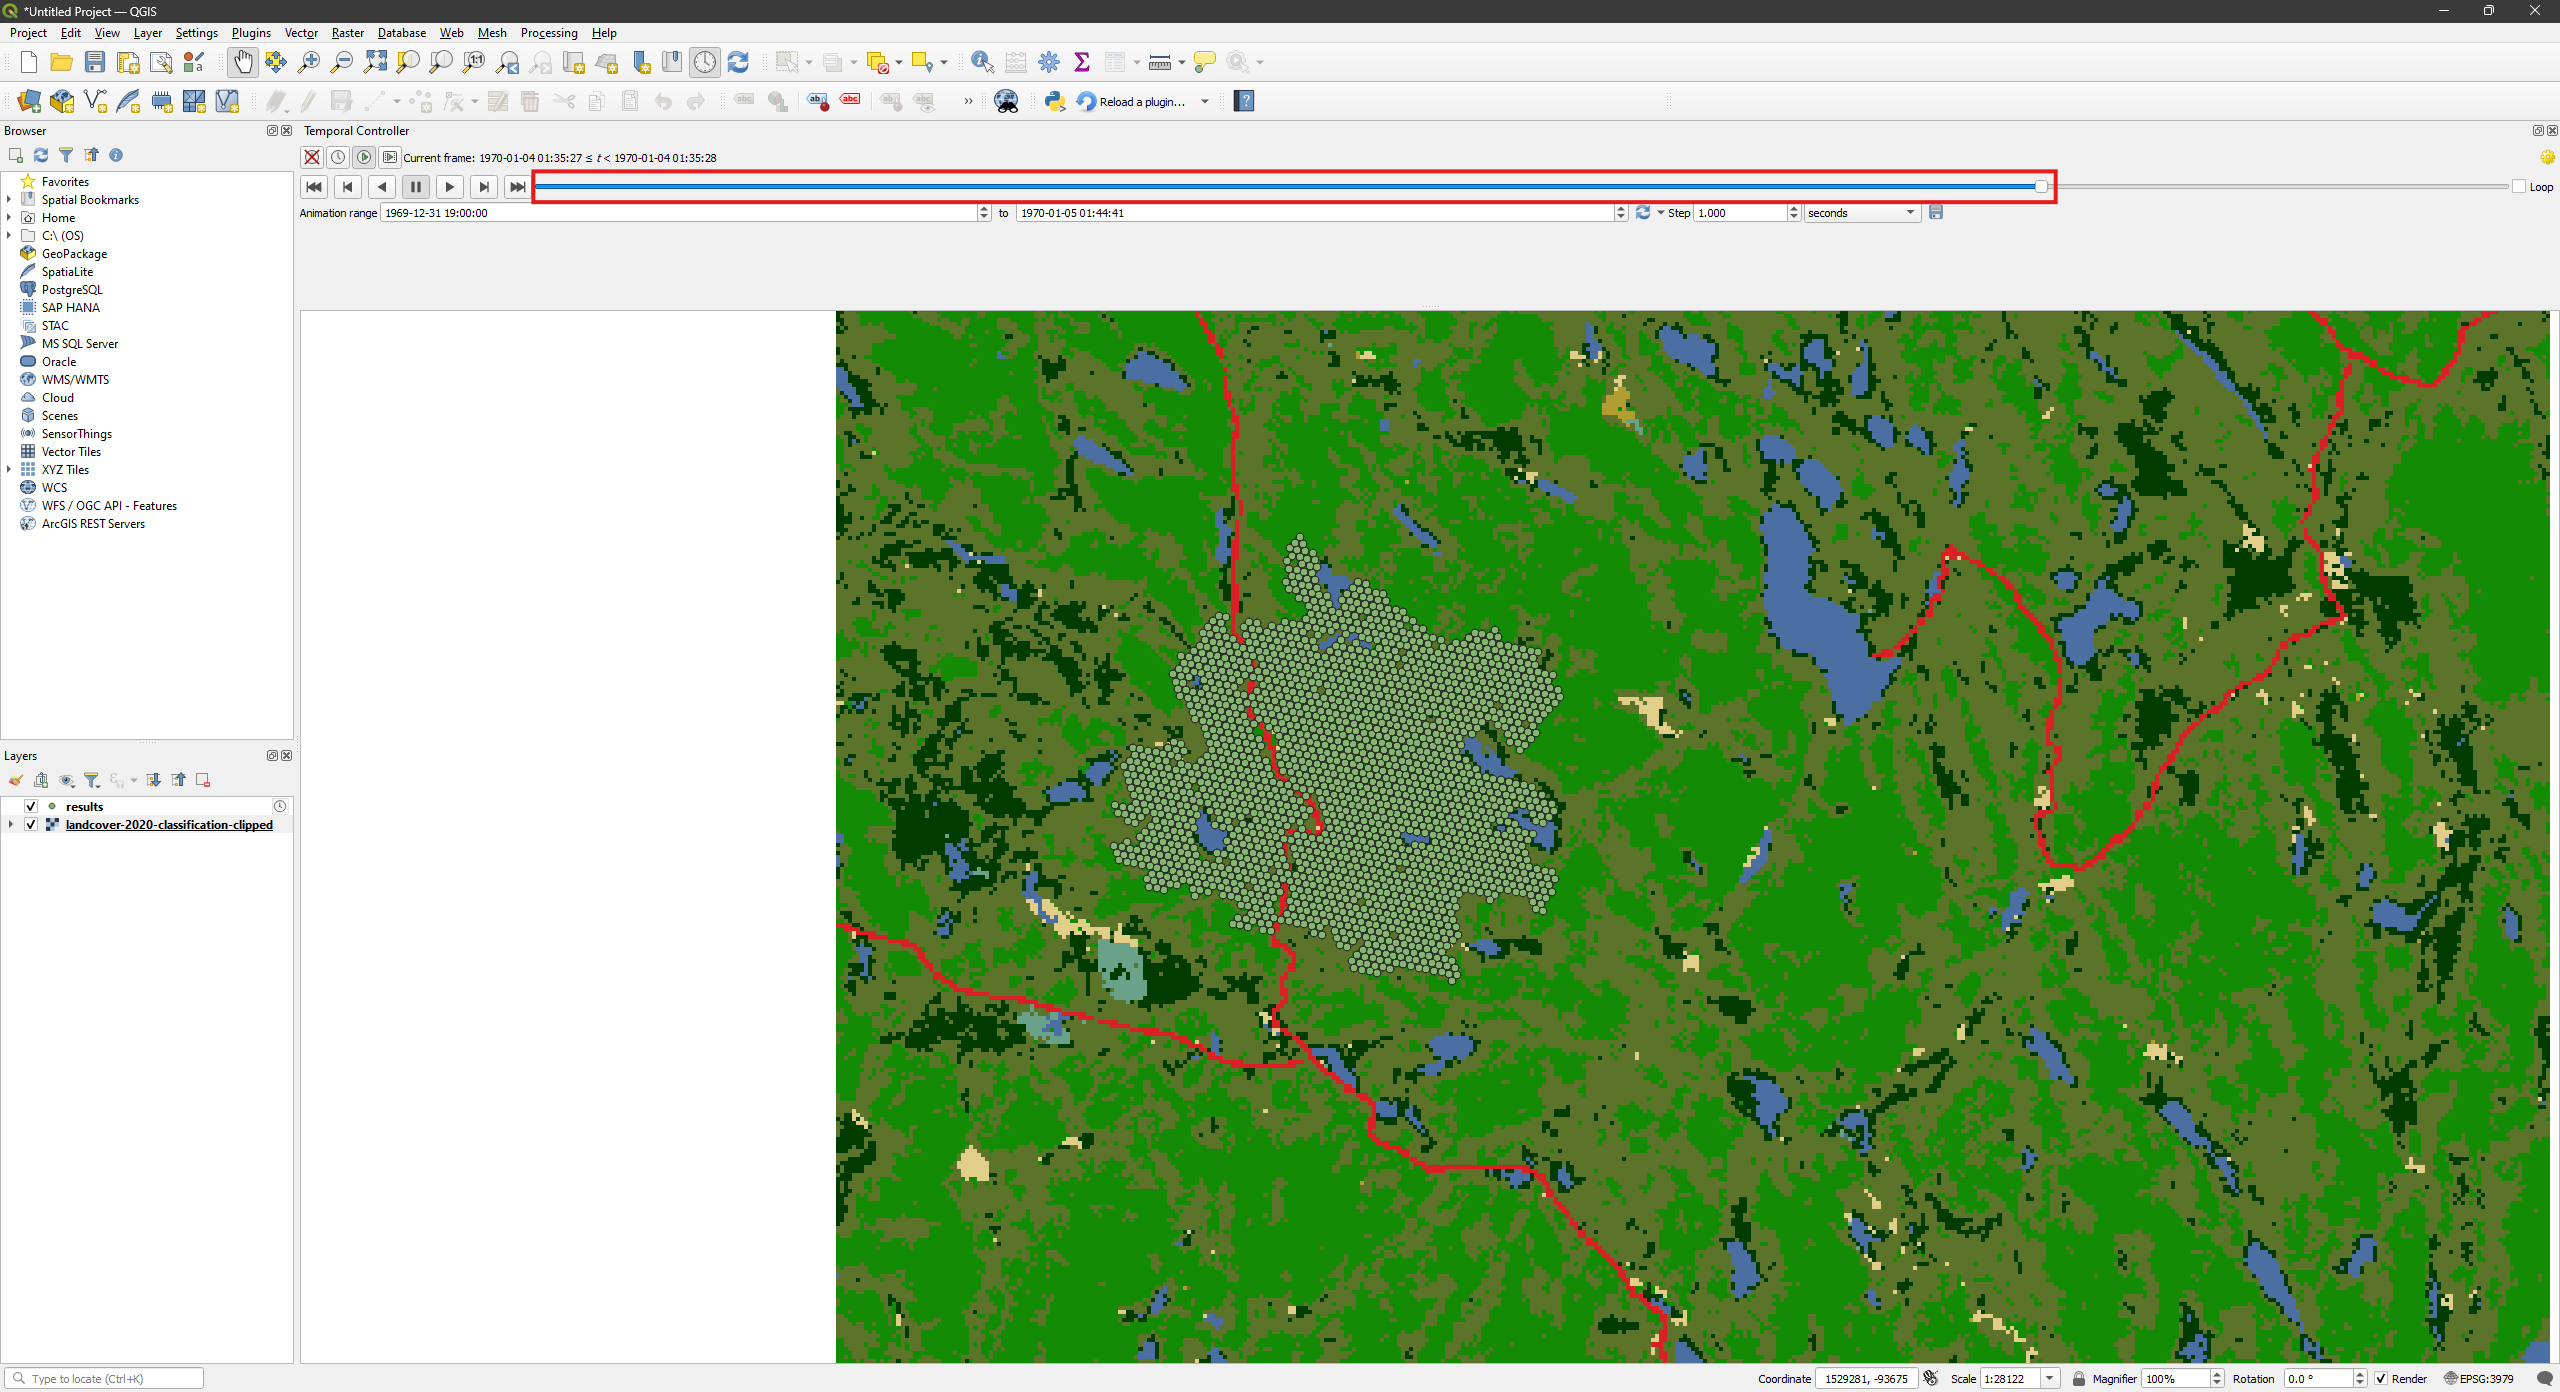 *Untitled Project — QGIS
Project Edit View Layer Settings Plugins Vector Raster Database Web Mesh Processing Help
abc abc abc Reload a plugin...
Browser
Temporal Controller
Current frame: 1970-01-04 01:35:27 ≤ t < 1970-01-04 01:35:28
Loop
Animation range 1969-12-31 19:00:00 to 1970-01-05 01:44:41 Step 1.000 seconds
Favorites
Spatial Bookmarks
Home
C:\ (OS)
GeoPackage
SpatiaLite
PostgreSQL
SAP HANA
STAC
MS SQL Server
Oracle
WMS/WMTS
Cloud
Scenes
SensorThings
Vector Tiles
XYZ Tiles
WCS
WFS / OGC API - Features
ArcGIS REST Servers
Layers
results
landcover-2020-classification-clipped
Type to locate (Ctrl+K)
Coordinate 1529281, -93675 Scale 1:28122 Magnifier 100% Rotation 0.0 ° Render EPSG:3979